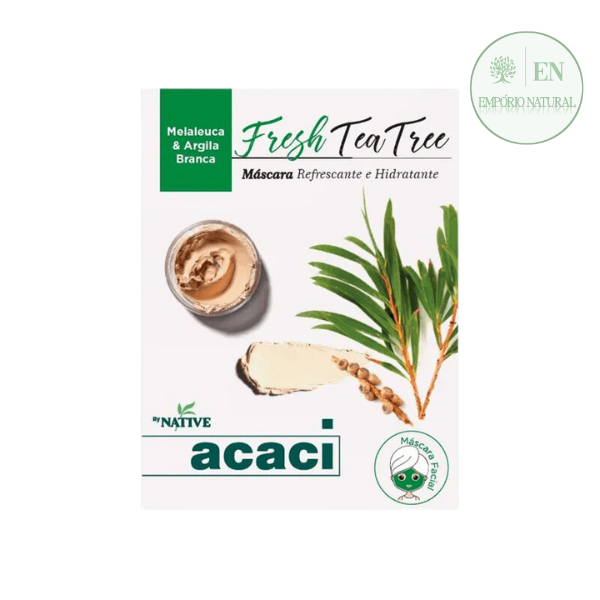 EN
EMPÓRIO NATURAL
Melaleuca
& Argila
Branca
Fresh Tea Tree
Máscara Refrescante e Hidratante
By NATIVE
acaci
Máscara Facial